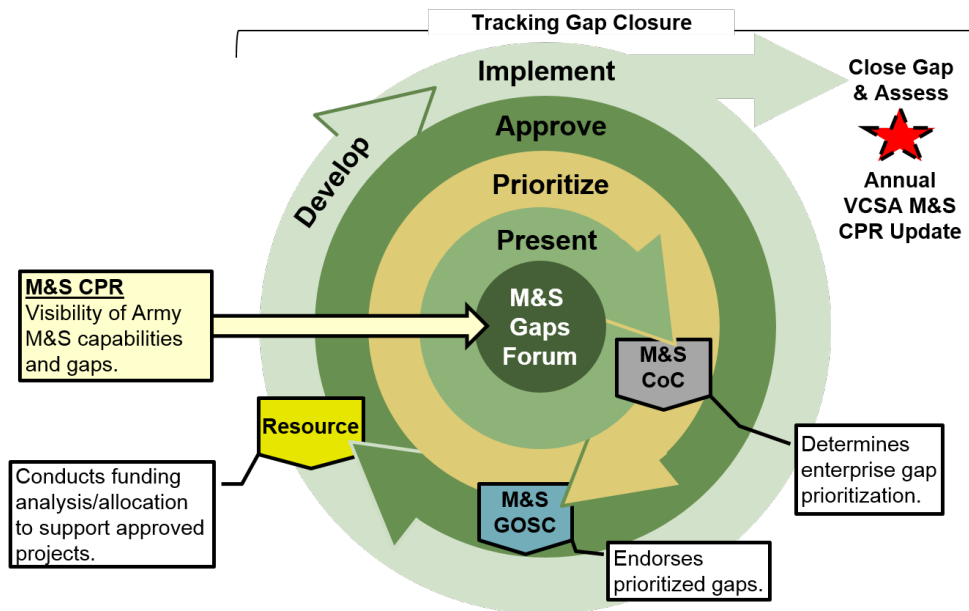 Tracking Gap Closure
Implement
Close Gap
& Assess
Approve
Develop
Prioritize
Annual
VCSA M&S
CPR Update
Present
M&S CPR
Visibility of Army
M&S capabilities
and gaps.
M&S
Gaps
Forum
M&S
CoC
Resource
Determines
enterprise gap
prioritization.
Conducts funding
analysis/allocation
to support approved
projects.
M&S
GOSC
Endorses
prioritized gaps.